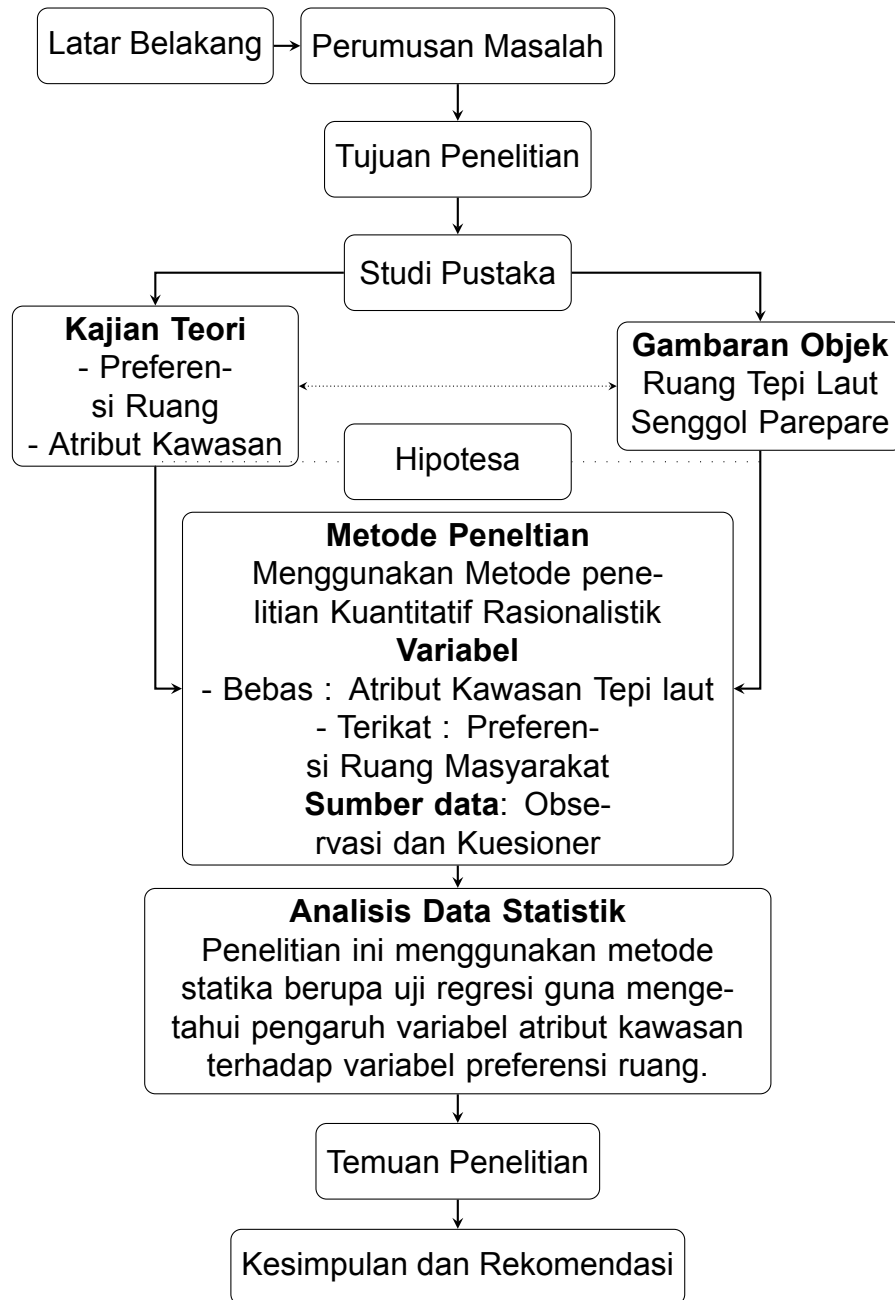 Latar Belakang
Perumusan Masalah
Tujuan Penelitian
Studi Pustaka
Kajian Teori
- Preferen-
si Ruang
- Atribut Kawasan
Gambaran Objek
Ruang Tepi Laut
Senggol Parepare
Hipotesa
Metode Peneltian
Menggunakan Metode pene-
litian Kuantitatif Rasionalistik
Variabel
- Bebas : Atribut Kawasan Tepi laut
- Terikat : Preferen-
si Ruang Masyarakat
Sumber data: Obse-
rvasi dan Kuesioner
Analisis Data Statistik
Penelitian ini menggunakan metode
statika berupa uji regresi guna menge-
tahui pengaruh variabel atribut kawasan
terhadap variabel preferensi ruang.
Temuan Penelitian
Kesimpulan dan Rekomendasi